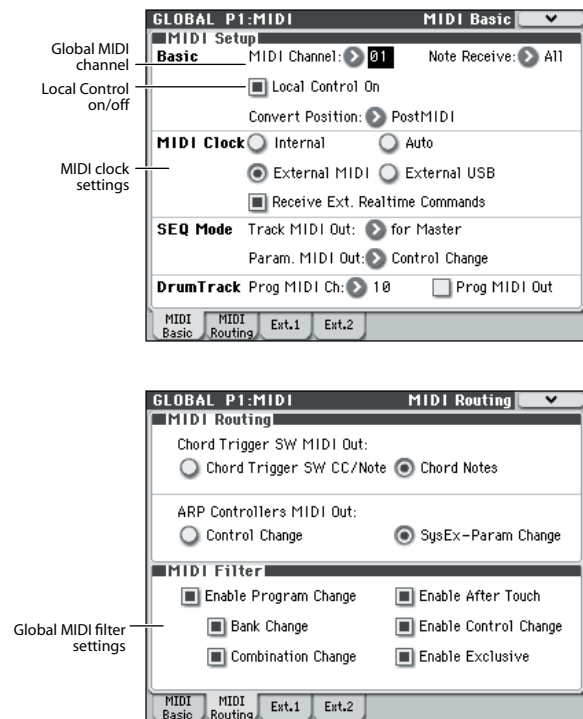 GLOBAL P1:MIDI MIDI Basic
MIDI Setup
Global MIDI
channel
Basic MIDI Channel: 01 Note Receive: All
Local Control
on/off
Local Control On
Convert Position: PostMIDI
MIDI clock
settings
MIDI Clock Internal Auto
External MIDI External USB
Receive Ext. Realtime Commands
SEQ Mode Track MIDI Out: for Master
Param. MIDI Out: Control Change
DrumTrack Prog MIDI Ch: 10 Prog MIDI Out
MIDI Basic MIDI Routing Ext.1 Ext.2
GLOBAL P1:MIDI MIDI Routing
MIDI Routing
Chord Trigger SW MIDI Out:
Chord Trigger SW CC/Note Chord Notes
ARP Controllers MIDI Out:
Control Change SysEx-Param Change
MIDI Filter
Enable Program Change Enable After Touch
Global MIDI filter
settings
Bank Change Enable Control Change
Combination Change Enable Exclusive
MIDI Basic MIDI Routing Ext.1 Ext.2